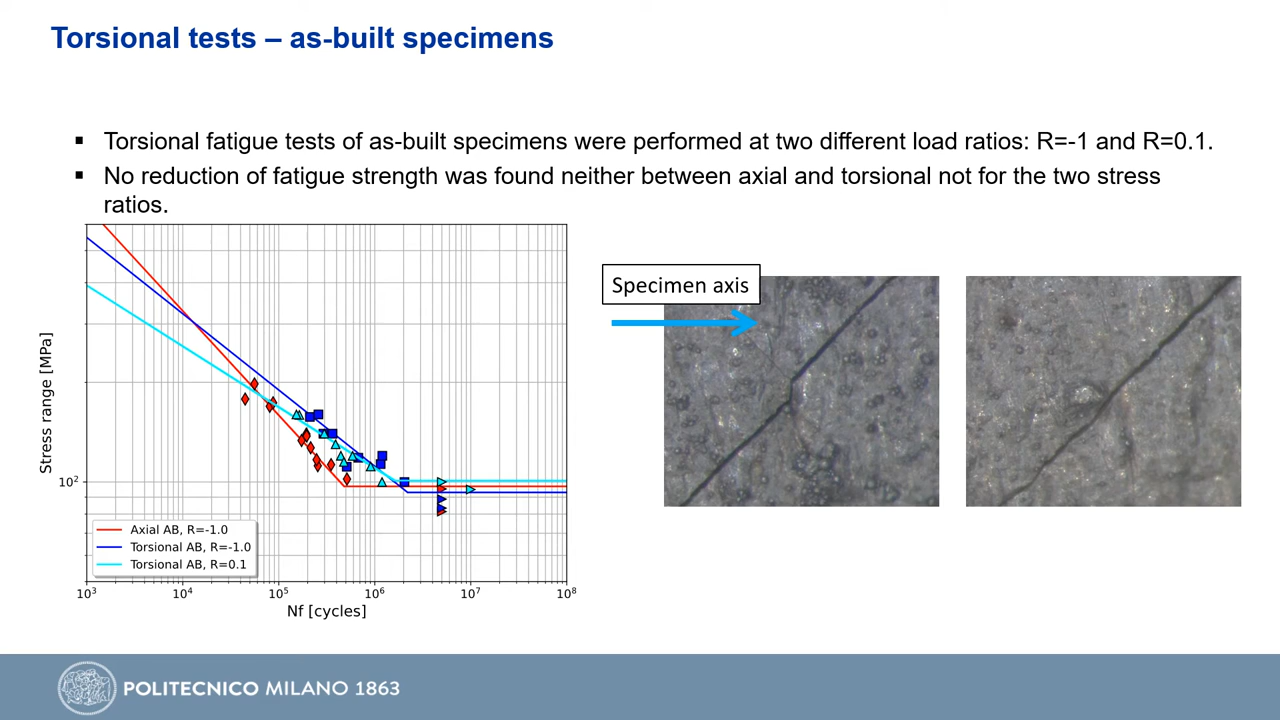 Torsional tests – as-built specimens
▪ Torsional fatigue tests of as-built specimens were performed at two different load ratios: R=-1 and R=0.1.
▪ No reduction of fatigue strength was found neither between axial and torsional not for the two stress
ratios.
Stress range [MPa]
10²
Axial AB, R=-1.0
Torsional AB, R=-1.0
Torsional AB, R=0.1
10³ 10⁴ 10⁵ 10⁶ 10⁷ 10⁸
Nf [cycles]
Specimen axis
POLITECNICO MILANO 1863